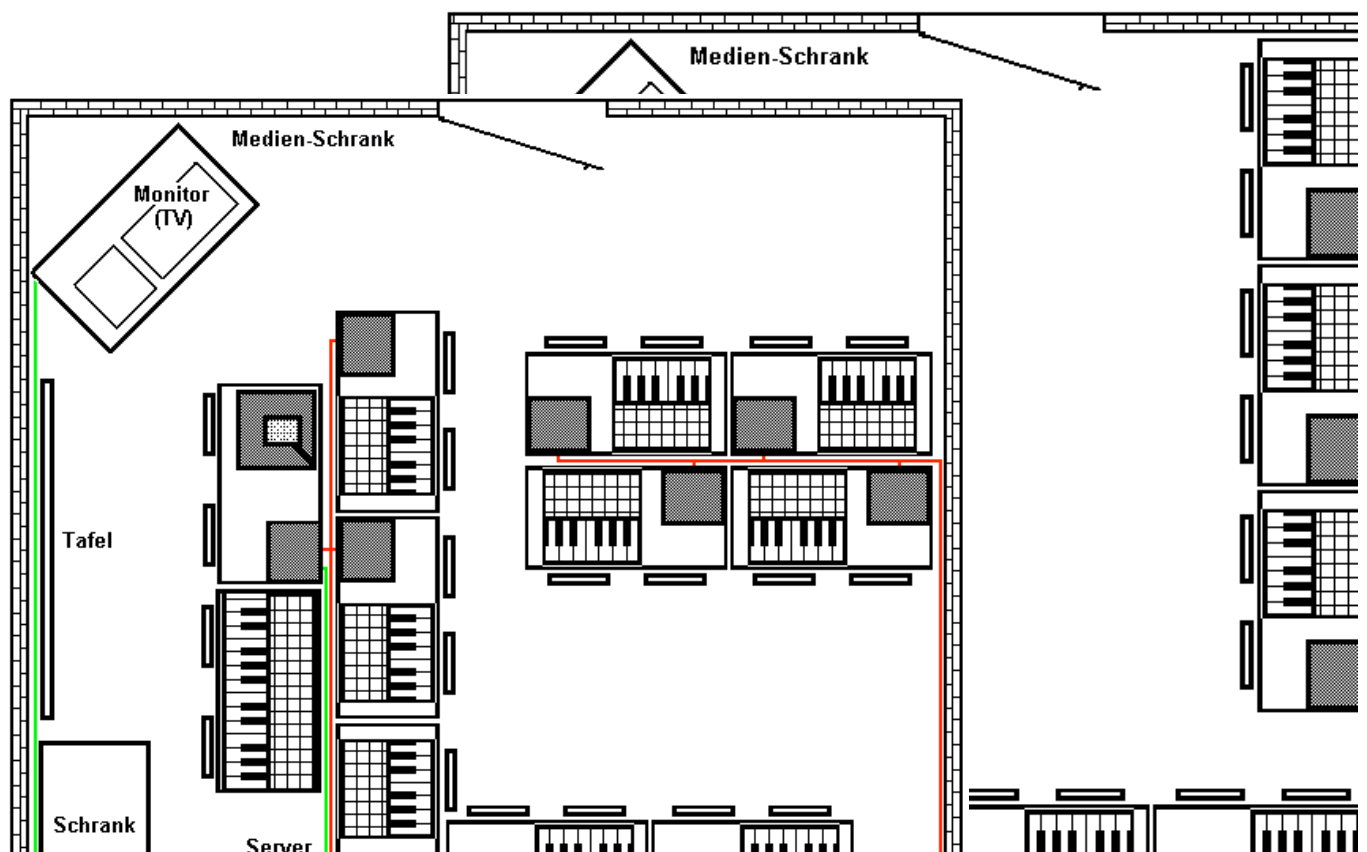 Medien-Schrank
Medien-Schrank
Monitor
(TV)
Tafel
Schrank
Server